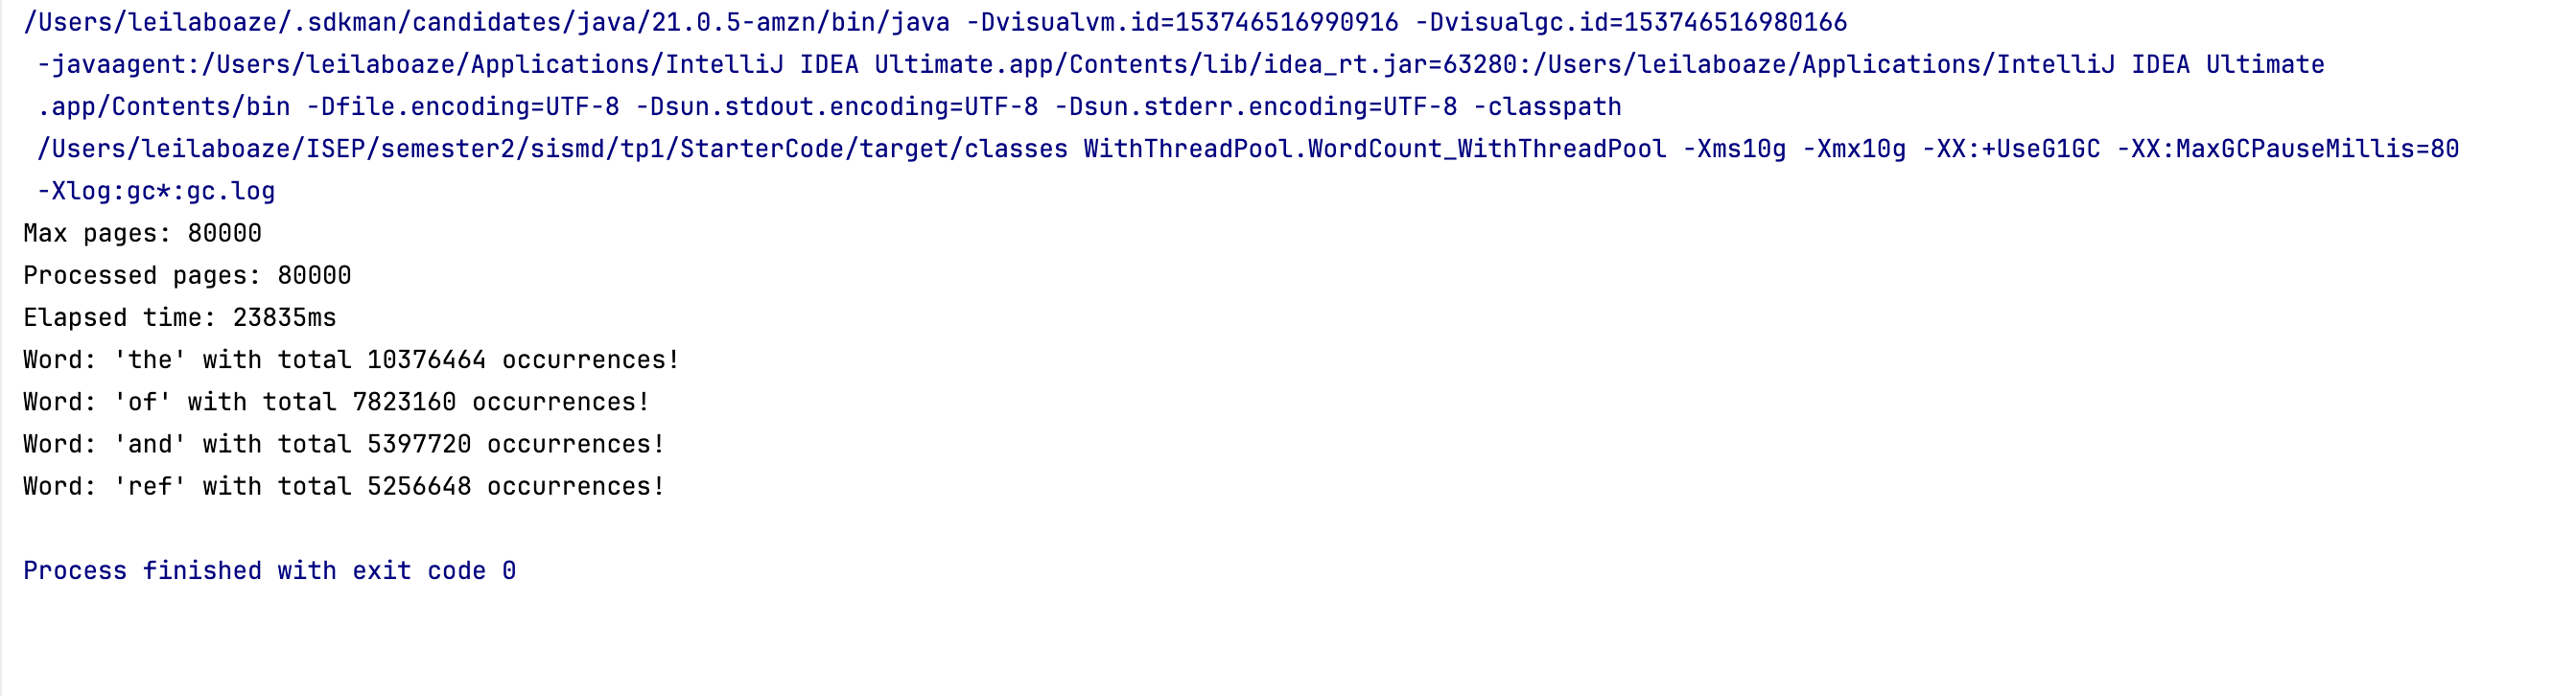 /Users/leilaboaze/.sdkman/candidates/java/21.0.5-amzn/bin/java -Dvisualvm.id=153746516990916 -Dvisualgc.id=153746516980166
-javaagent:/Users/leilaboaze/Applications/IntelliJ IDEA Ultimate.app/Contents/lib/idea_rt.jar=63280:/Users/leilaboaze/Applications/IntelliJ IDEA Ultimate
.app/Contents/bin -Dfile.encoding=UTF-8 -Dsun.stdout.encoding=UTF-8 -Dsun.stderr.encoding=UTF-8 -classpath
/Users/leilaboaze/ISEP/semester2/sismd/tp1/StarterCode/target/classes WithThreadPool.WordCount_WithThreadPool -Xms10g -Xmx10g -XX:+UseG1GC -XX:MaxGCPauseMillis=80
-Xlog:gc*:gc.log
Max pages: 80000
Processed pages: 80000
Elapsed time: 23835ms
Word: 'the' with total 10376464 occurrences!
Word: 'of' with total 7823160 occurrences!
Word: 'and' with total 5397720 occurrences!
Word: 'ref' with total 5256648 occurrences!
Process finished with exit code 0